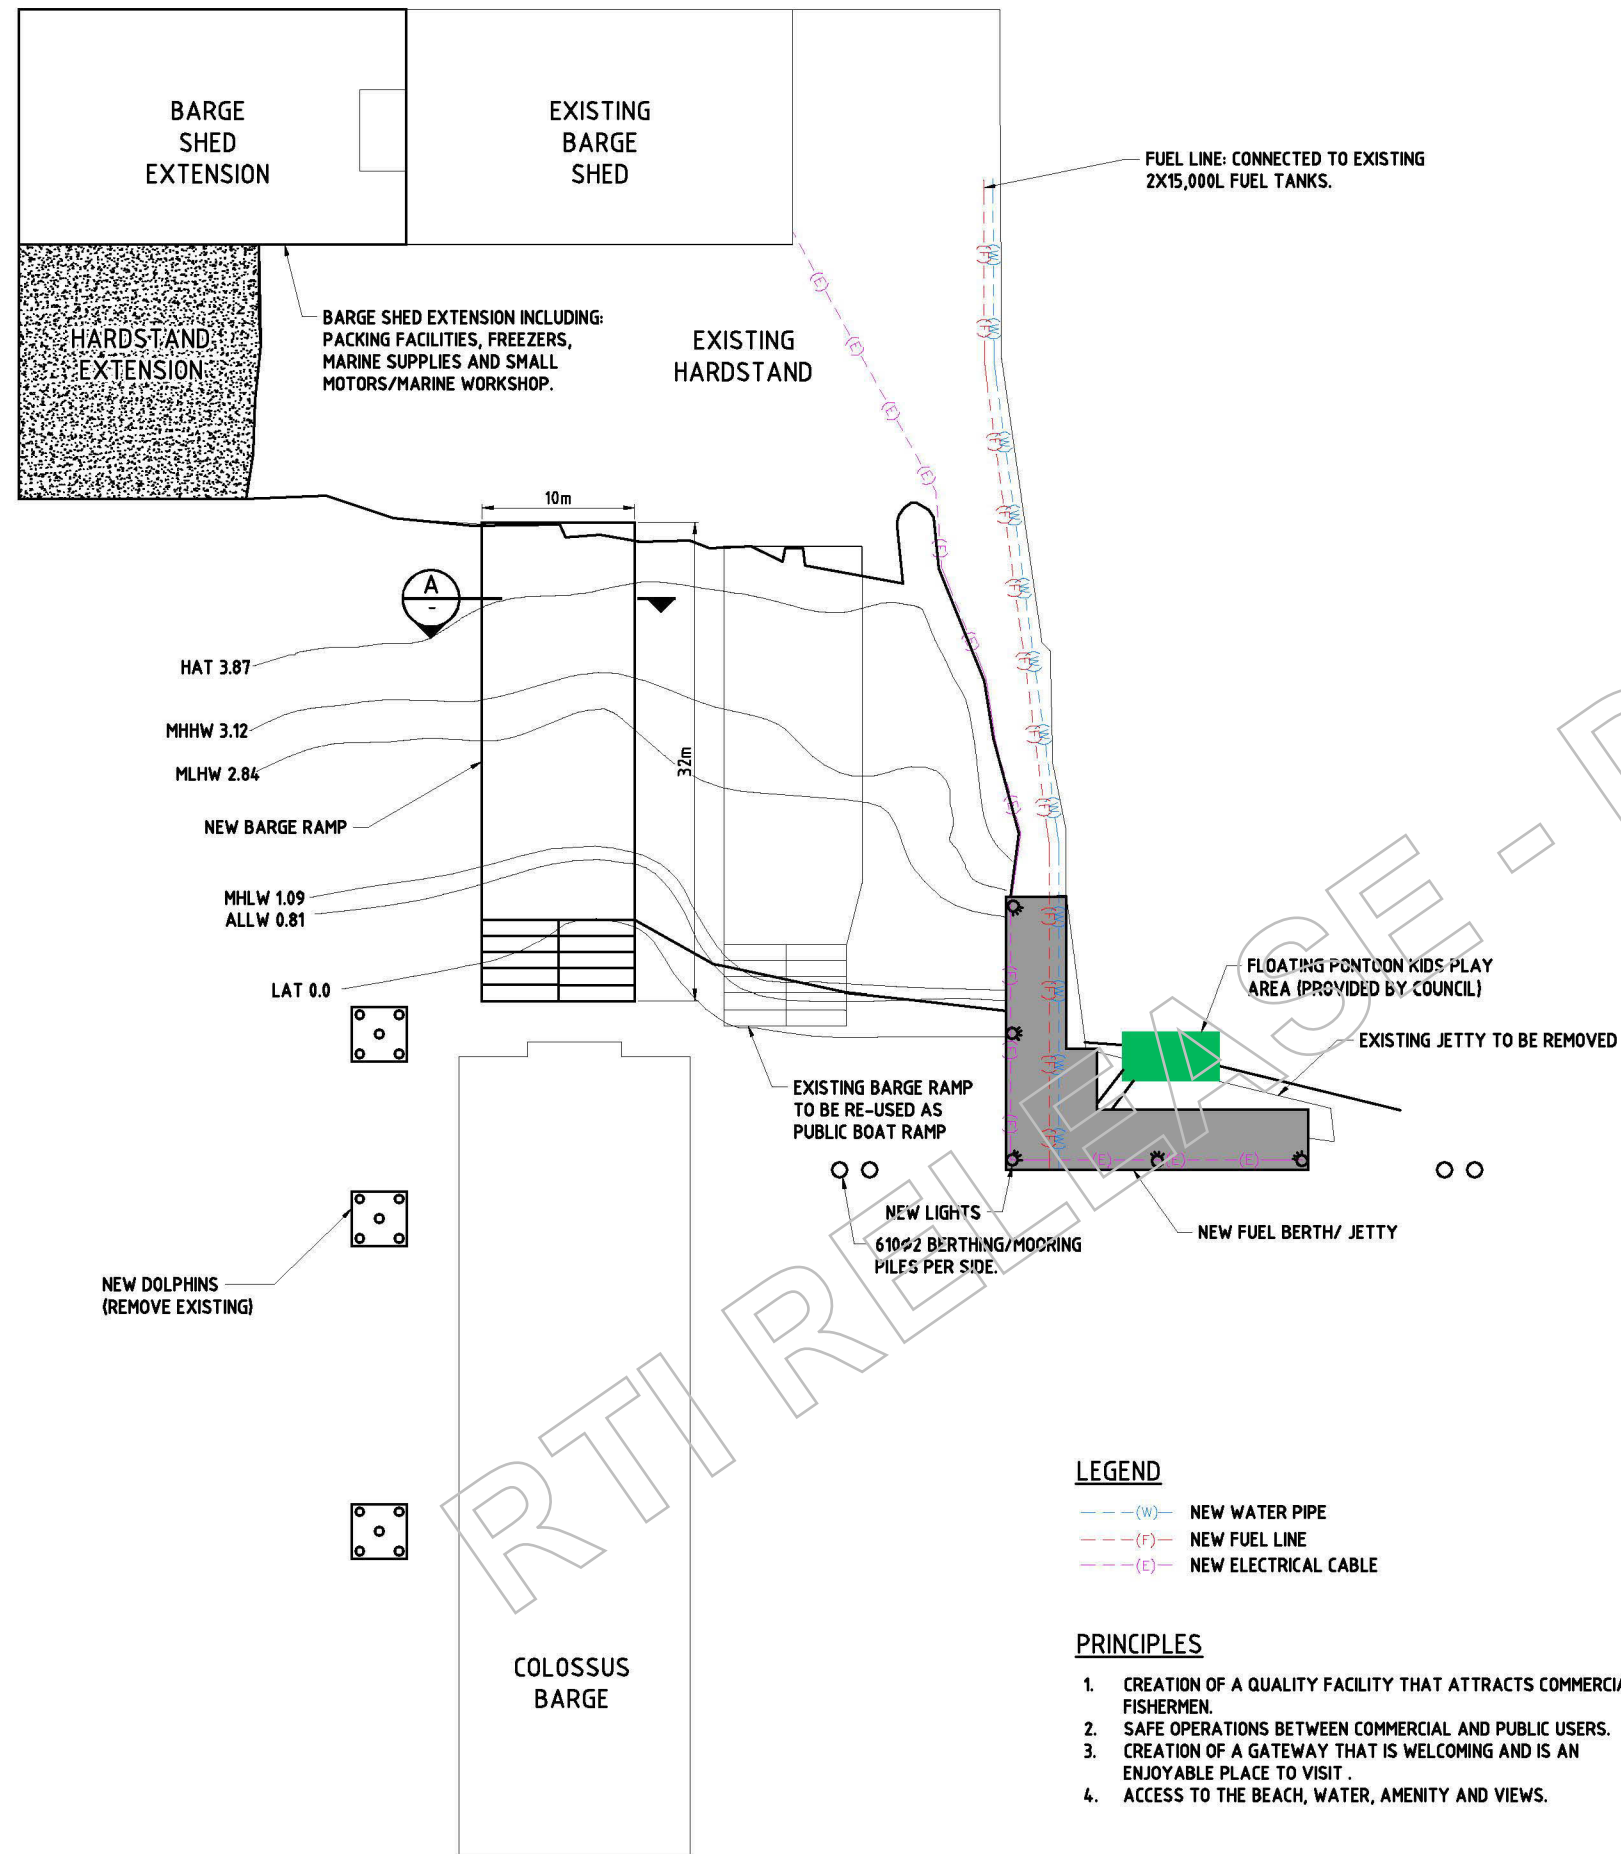 BARGE
SHED
EXTENSION
EXISTING
BARGE
SHED
FUEL LINE: CONNECTED TO EXISTING
2X15,000L FUEL TANKS.
HARDSTAND
EXTENSION
BARGE SHED EXTENSION INCLUDING:
PACKING FACILITIES, FREEZERS,
MARINE SUPPLIES AND SMALL
MOTORS/MARINE WORKSHOP.
EXISTING
HARDSTAND
(E)
(E)
(E)
(E)
(E)
(E)
(E)
(E)
(E)
(E)
(E)
(E)
(E)
(F)
(F)
(F)
(F)
(F)
(F)
(F)
(F)
(F)
(F)
(F)
(F)
(W)
(W)
(W)
(W)
(W)
(W)
(W)
(W)
(W)
(W)
(W)
(W)
10m
32m
A
-
HAT 3.87
MHHW 3.12
MLHW 2.84
NEW BARGE RAMP
MHLW 1.09
ALLW 0.81
LAT 0.0
FLOATING PONTOON KIDS PLAY
AREA (PROVIDED BY COUNCIL)
EXISTING JETTY TO BE REMOVED
EXISTING BARGE RAMP
TO BE RE-USED AS
PUBLIC BOAT RAMP
NEW LIGHTS
610Ø2 BERTHING/MOORING
PILES PER SIDE.
NEW FUEL BERTH/ JETTY
NEW DOLPHINS
(REMOVE EXISTING)
COLOSSUS
BARGE
RTI RELEASE -
LEGEND
(W) NEW WATER PIPE
(F) NEW FUEL LINE
(E) NEW ELECTRICAL CABLE
PRINCIPLES
1. CREATION OF A QUALITY FACILITY THAT ATTRACTS COMMERCIA
FISHERMEN.
2. SAFE OPERATIONS BETWEEN COMMERCIAL AND PUBLIC USERS.
3. CREATION OF A GATEWAY THAT IS WELCOMING AND IS AN
ENJOYABLE PLACE TO VISIT .
4. ACCESS TO THE BEACH, WATER, AMENITY AND VIEWS.